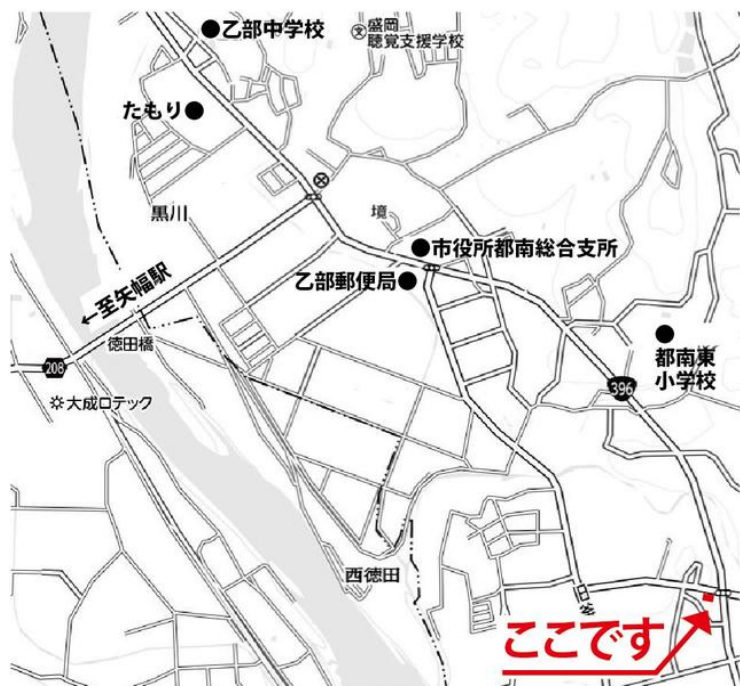 乙部中学校
盛岡
聴覚支援学校
たもり
黒川
境
市役所都南総合支所
乙部郵便局
←至矢幅駅
徳田橋
208
大成ロテック
都南東
小学校
396
西徳田
ここです